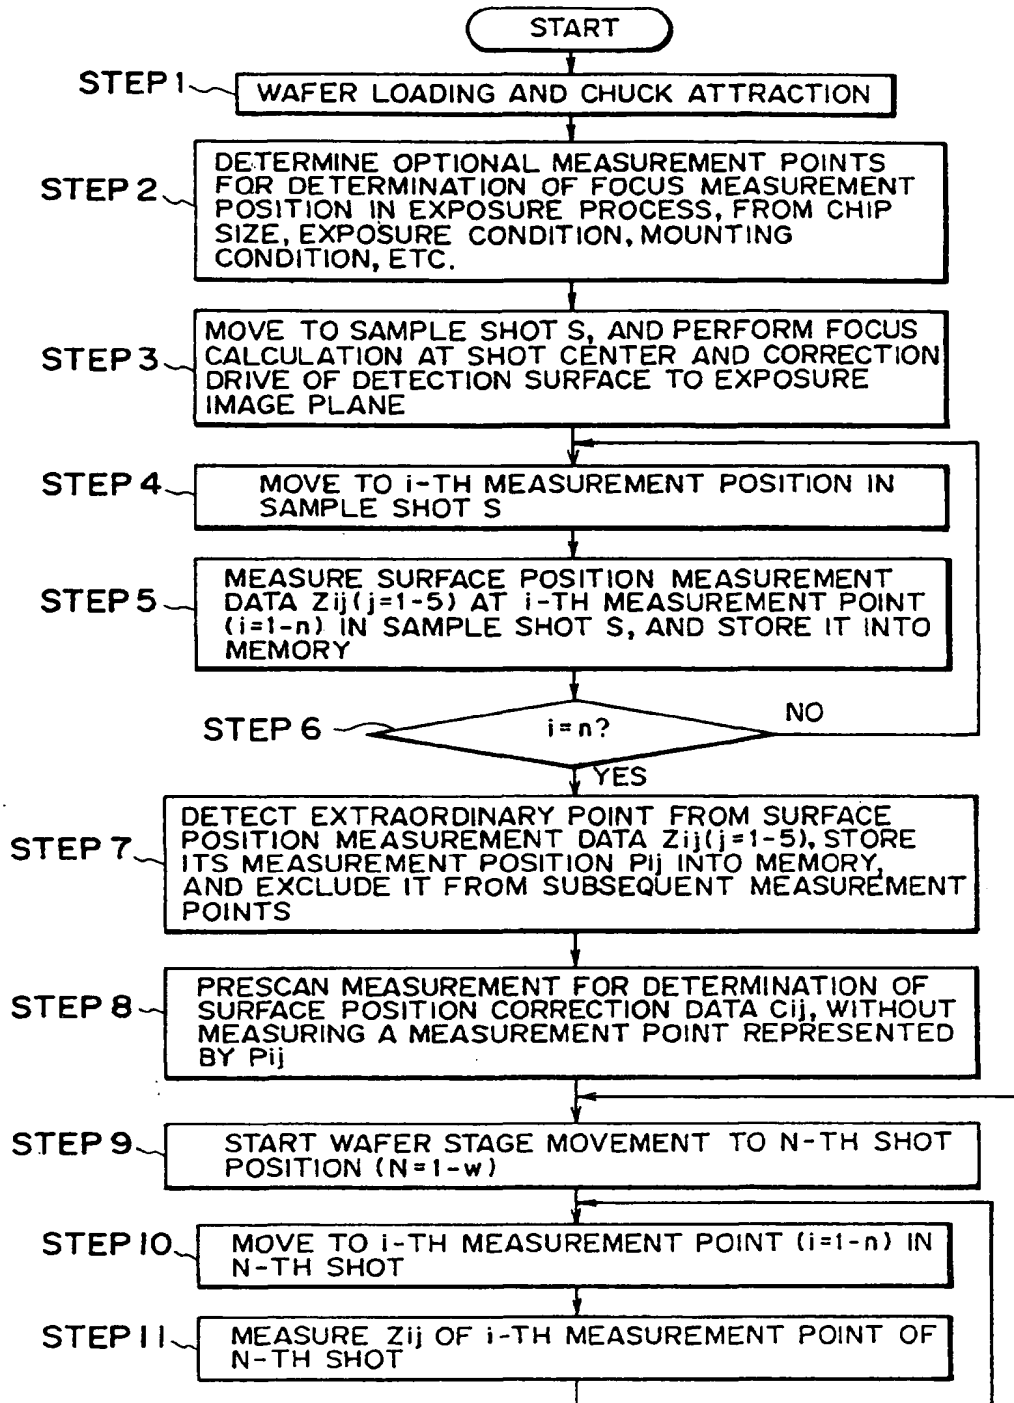 START
STEP 1
WAFER LOADING AND CHUCK ATTRACTION
STEP 2
DETERMINE OPTIONAL MEASUREMENT POINTS
FOR DETERMINATION OF FOCUS MEASUREMENT
POSITION IN EXPOSURE PROCESS, FROM CHIP
SIZE, EXPOSURE CONDITION, MOUNTING
CONDITION, ETC.
STEP 3
MOVE TO SAMPLE SHOT S, AND PERFORM FOCUS
CALCULATION AT SHOT CENTER AND CORRECTION
DRIVE OF DETECTION SURFACE TO EXPOSURE
IMAGE PLANE
STEP 4
MOVE TO i-TH MEASUREMENT POSITION IN
SAMPLE SHOT S
STEP 5
MEASURE SURFACE POSITION MEASUREMENT
DATA Zij(j=1-5) AT i-TH MEASUREMENT POINT
(i=1-n) IN SAMPLE SHOT S, AND STORE IT INTO
MEMORY
STEP 6
i=n?
NO
YES
STEP 7
DETECT EXTRAORDINARY POINT FROM SURFACE
POSITION MEASUREMENT DATA Zij(j=1-5), STORE
ITS MEASUREMENT POSITION Pij INTO MEMORY,
AND EXCLUDE IT FROM SUBSEQUENT MEASUREMENT
POINTS
STEP 8
PRESCAN MEASUREMENT FOR DETERMINATION OF
SURFACE POSITION CORRECTION DATA Cij, WITHOUT
MEASURING A MEASUREMENT POINT REPRESENTED
BY Pij
STEP 9
START WAFER STAGE MOVEMENT TO N-TH SHOT
POSITION (N=1-w)
STEP 10
MOVE TO i-TH MEASUREMENT POINT (i=1-n) IN
N-TH SHOT
STEP 11
MEASURE Zij OF i-TH MEASUREMENT POINT OF
N-TH SHOT